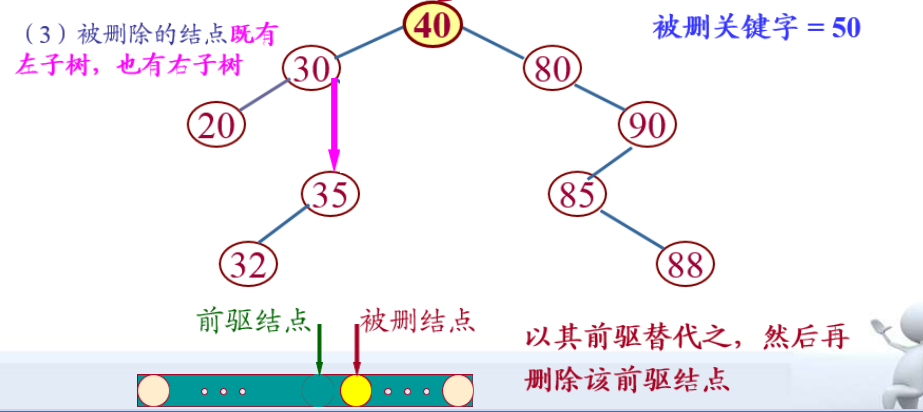 (3)被删除的结点既有
左子树，也有右子树
被删关键字 = 50
40
30
80
20
90
35
85
32
88
前驱结点
被删结点
以其前驱替代之，然后再
删除该前驱结点